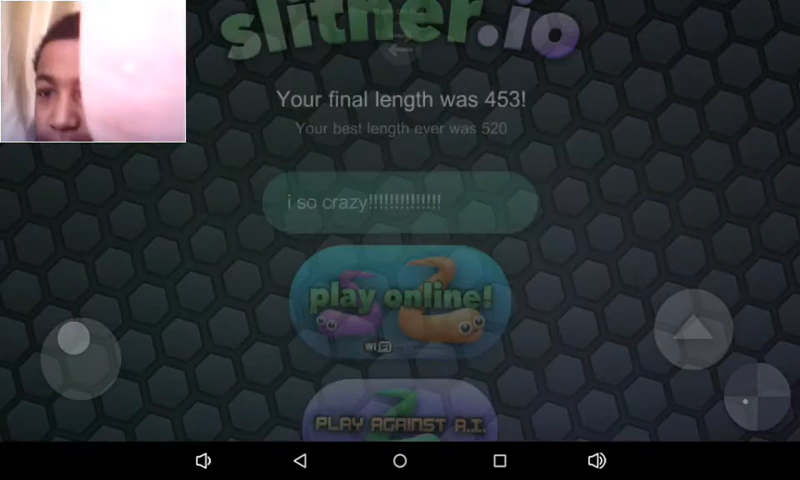 slither.io
Your final length was 453!
Your best length ever was 520
i so crazy!!!!!!!!!!!!!!
play online!
WiFi
PLAY AGAINST A.I.